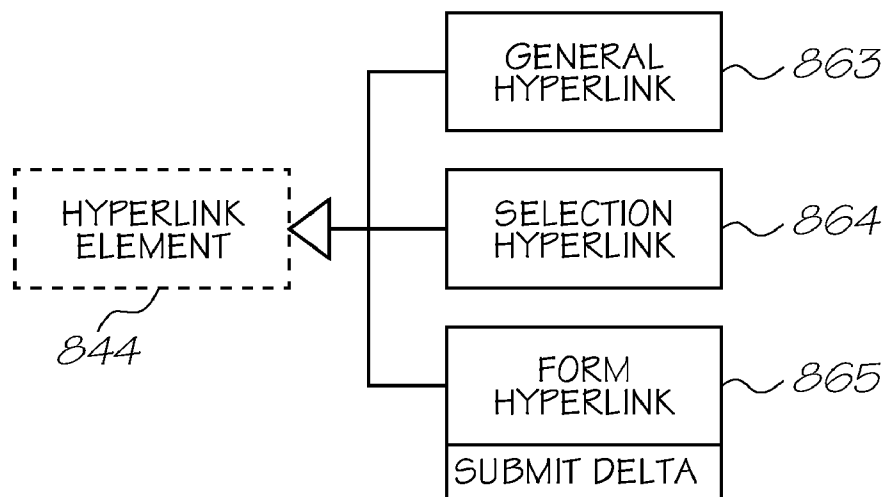 GENERAL
HYPERLINK
863
HYPERLINK
ELEMENT
844
SELECTION
HYPERLINK
864
FORM
HYPERLINK
865
SUBMIT DELTA